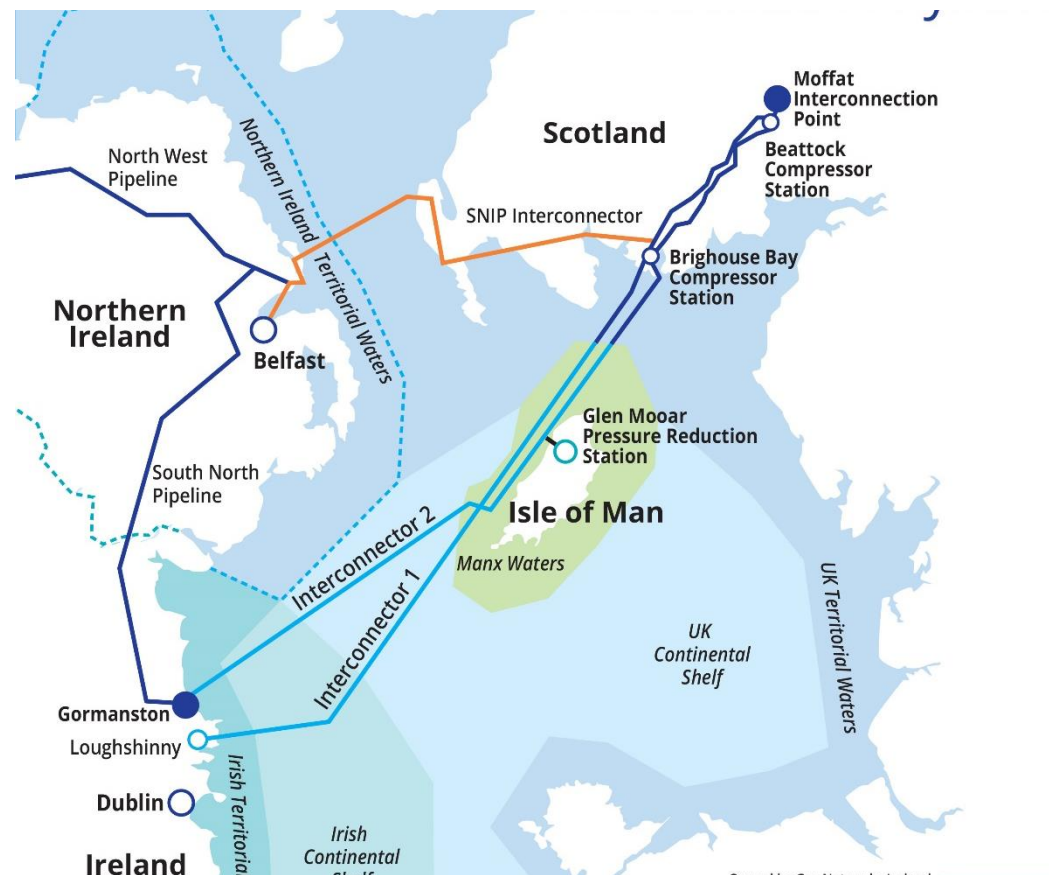 Moffat
Interconnection
Point
Scotland
Beattock
Compressor
Station
North West
Pipeline
Northern Ireland Territorial Waters
SNIP Interconnector
Brighouse Bay
Compressor
Station
Northern
Ireland
Belfast
Glen Mooar
Pressure Reduction
Station
South North
Pipeline
Isle of Man
Interconnector 2
Manx Waters
Interconnector 1
UK
Continental
Shelf
UK Territorial Waters
Gormanston
Loughshinny
Irish Territorial
Dublin
Irish
Continental
Ireland